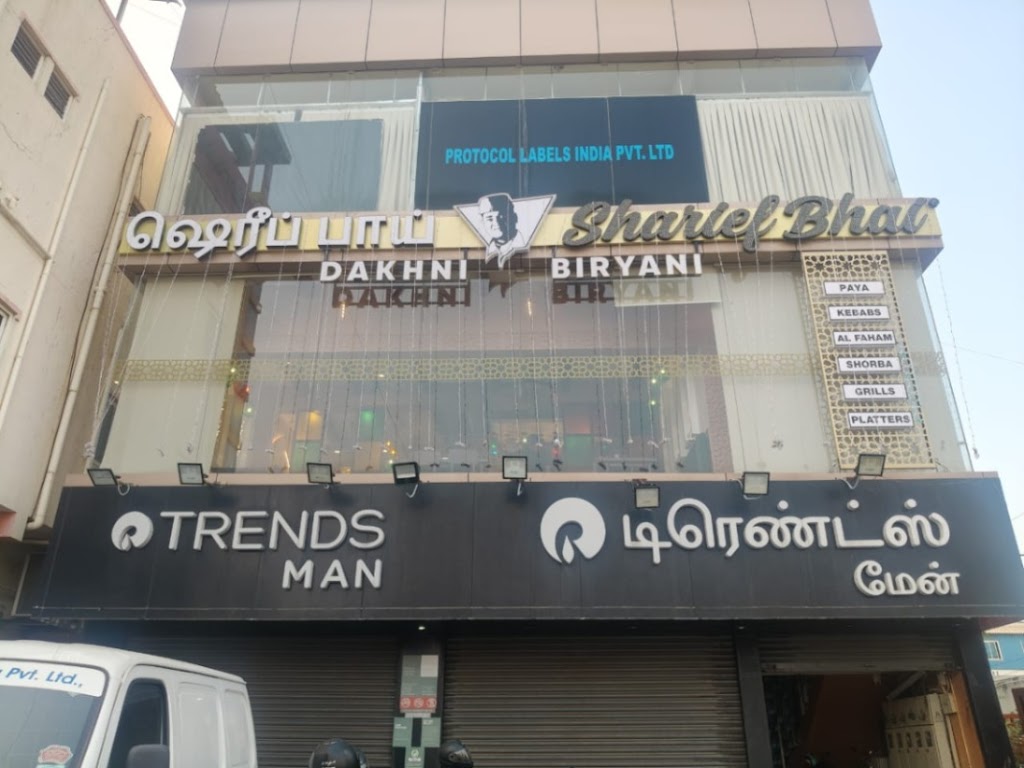 PROTOCOL LABELS INDIA PVT. LTD
ஷெரீப் பாய் Sharief Bhai
DAKHNI BIRYANI
PAYA
KEBABS
AL FAHAM
SHORBA
GRILLS
PLATTERS
TRENDS
MAN
டிரெண்ட்ஸ்
மேன்
Pvt. Ltd.,